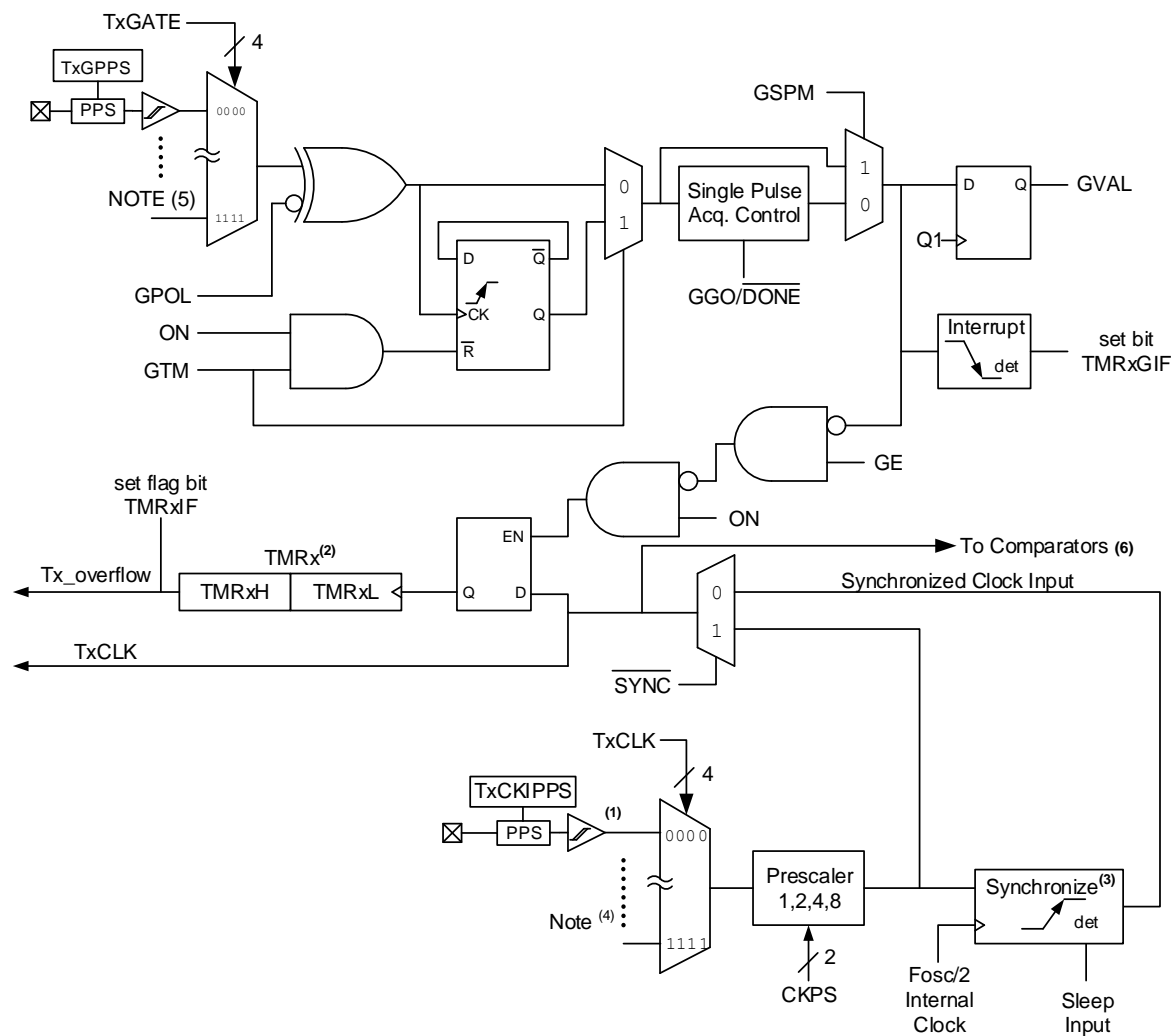 TxGATE
4
TxGPPS
PPS
0000
NOTE (5)
1111
GPOL
ON
GTM
D
Q
CK
Q
R
0
1
Single Pulse
Acq. Control
GGO/DONE
GSPM
1
0
D
Q
Q1
GVAL
Interrupt
det
set bit
TMRxGIF
GE
ON
set flag bit
TMRxIF
Tx_overflow
TMRx(2)
TMRxH
TMRxL
EN
Q
D
TxCLK
To Comparators (6)
Synchronized Clock Input
0
1
SYNC
TxCLK
4
TxCKIPPS
PPS
(1)
0000
Note (4)
1111
Prescaler
1,2,4,8
2
CKPS
Synchronize(3)
det
Fosc/2
Internal
Clock
Sleep
Input